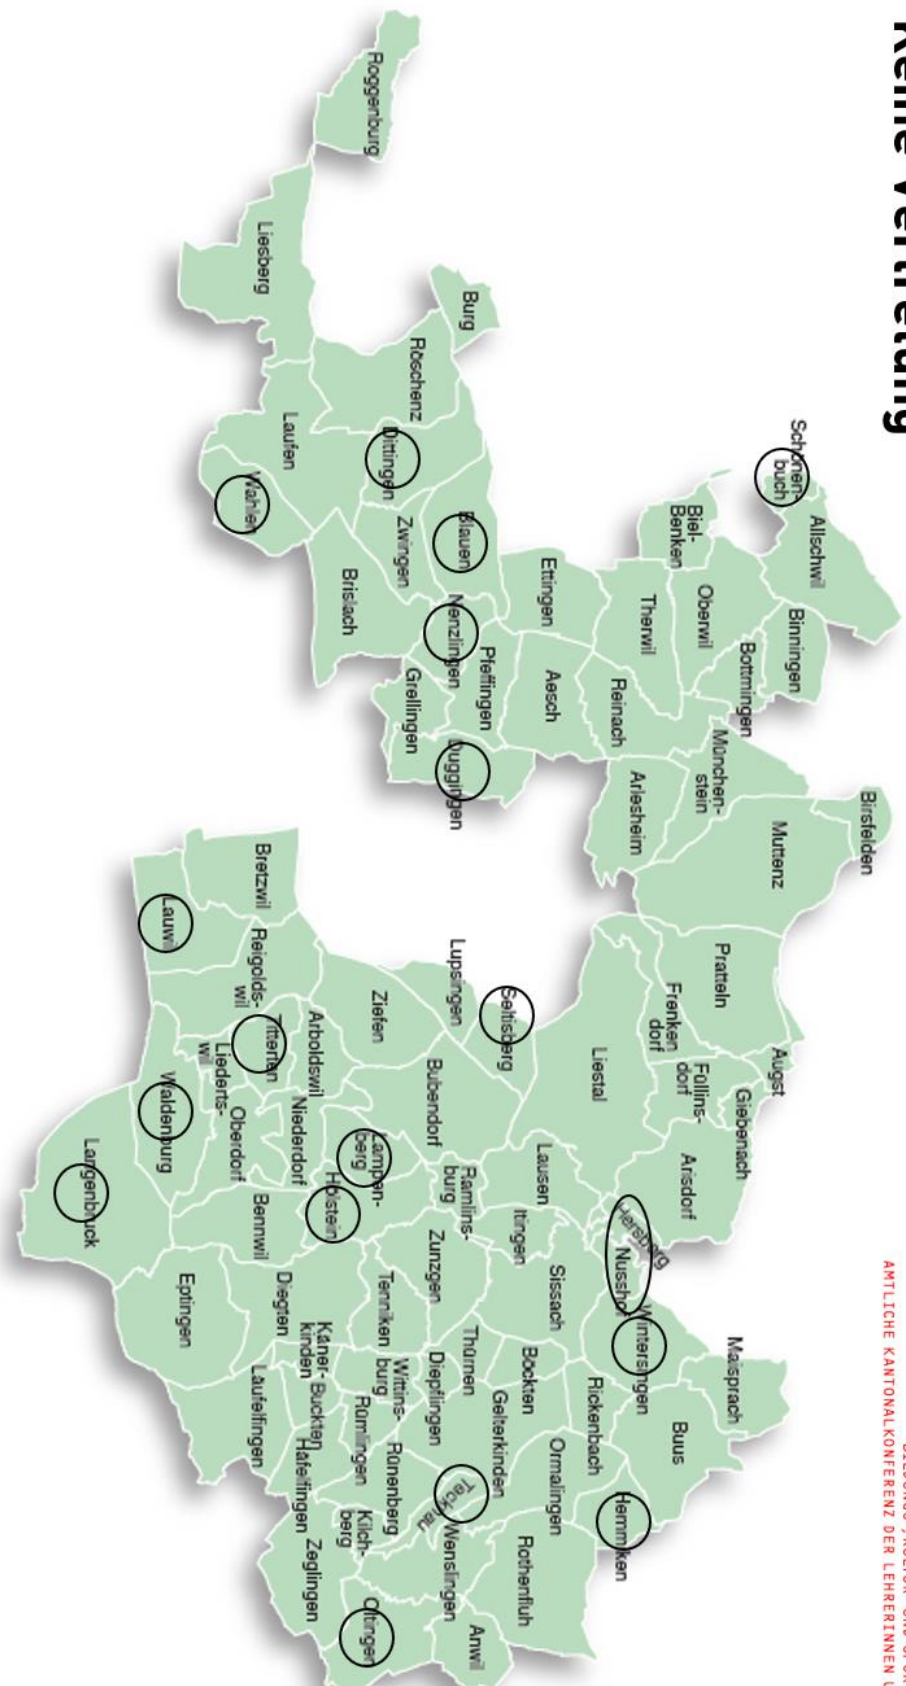 Keine Vertretung
AMTLICHE KANTONALKONFERENZ DER LEHRERINNEN U
Birsfelden
Schönen-
buch
Allschwil
Binningen
Bottmingen
Biel-
Benken
Oberwil
Therwil
Ettingen
Reinach
Aesch
München-
stein
Muttenz
Arlesheim
Pratteln
Augst
Giebenach
Frenken
dorf
Füllins-
dorf
Arisdorf
Hersberg
Nusshof
Wintersingen
Maisprach
Buus
Hemmiken
Rickenbach
Ormalingen
Rothenfluh
Liestal
Lausen
Itingen
Sissach
Böckten
Gelterkinden
Seltisberg
Lupsingen
Bubendorf
Ramlins-
burg
Zunzgen
Thürnen
Diepflingen
Tecknau
Wenslingen
Anwil
Oltingen
Ziefen
Lampen-
berg
Hölstein
Tenniken
Wittins-
burg
Rünenberg
Kilch-
berg
Rümlingen
Känerkinden
Buckten
Häfelfingen
Zeglingen
Arboldswil
Niederdorf
Bretzwil
Reigolds-
wil
Titterten
Liederts-
wil
Oberdorf
Bennwil
Diegten
Läufelfingen
Lauwil
Waldenburg
Eptingen
Langenbruck
Burg
Röschenz
Dittingen
Blauen
Nenzlingen
Pfeffingen
Duggingen
Zwingen
Grellingen
Roggenburg
Liesberg
Laufen
Wahlen
Brislach